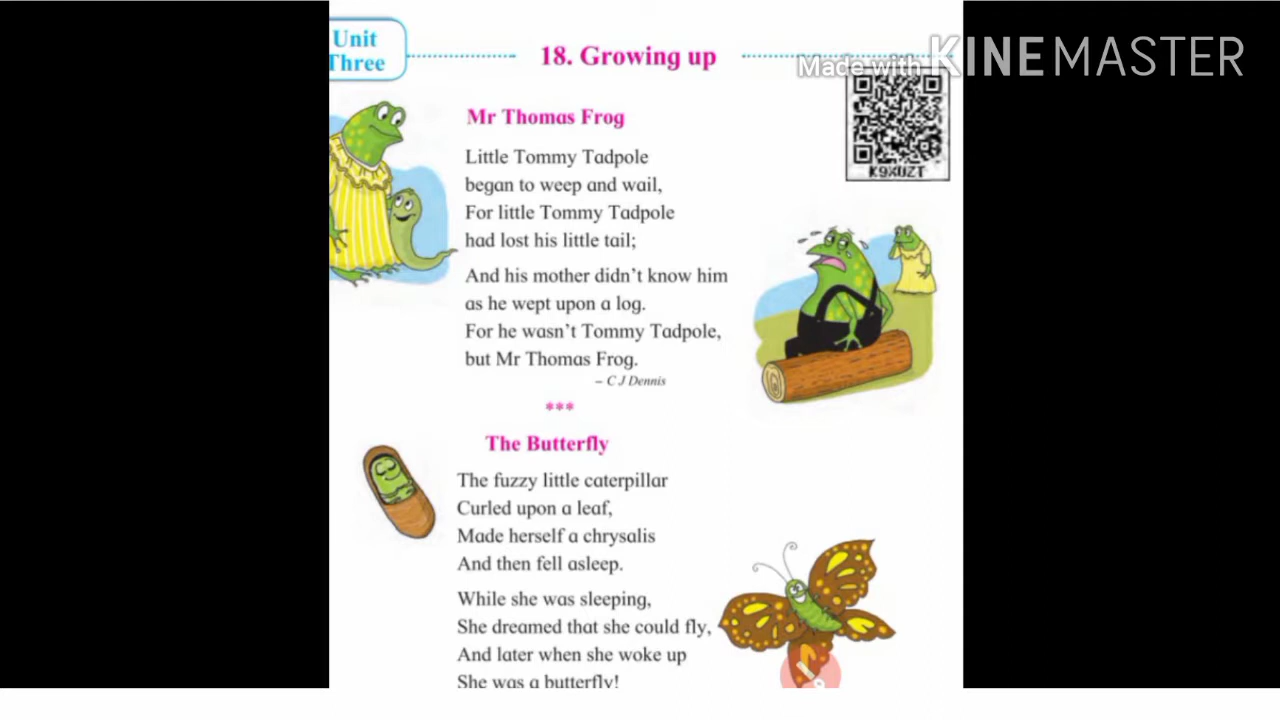 Unit
Three
18. Growing up
Made with KINEMASTER
K9XUZT
Mr Thomas Frog
Little Tommy Tadpole
began to weep and wail,
For little Tommy Tadpole
had lost his little tail;
And his mother didn't know him
as he wept upon a log.
For he wasn't Tommy Tadpole,
but Mr Thomas Frog.
– C J Dennis
***
The Butterfly
The fuzzy little caterpillar
Curled upon a leaf,
Made herself a chrysalis
And then fell asleep.
While she was sleeping,
She dreamed that she could fly,
And later when she woke up
She was a butterfly!